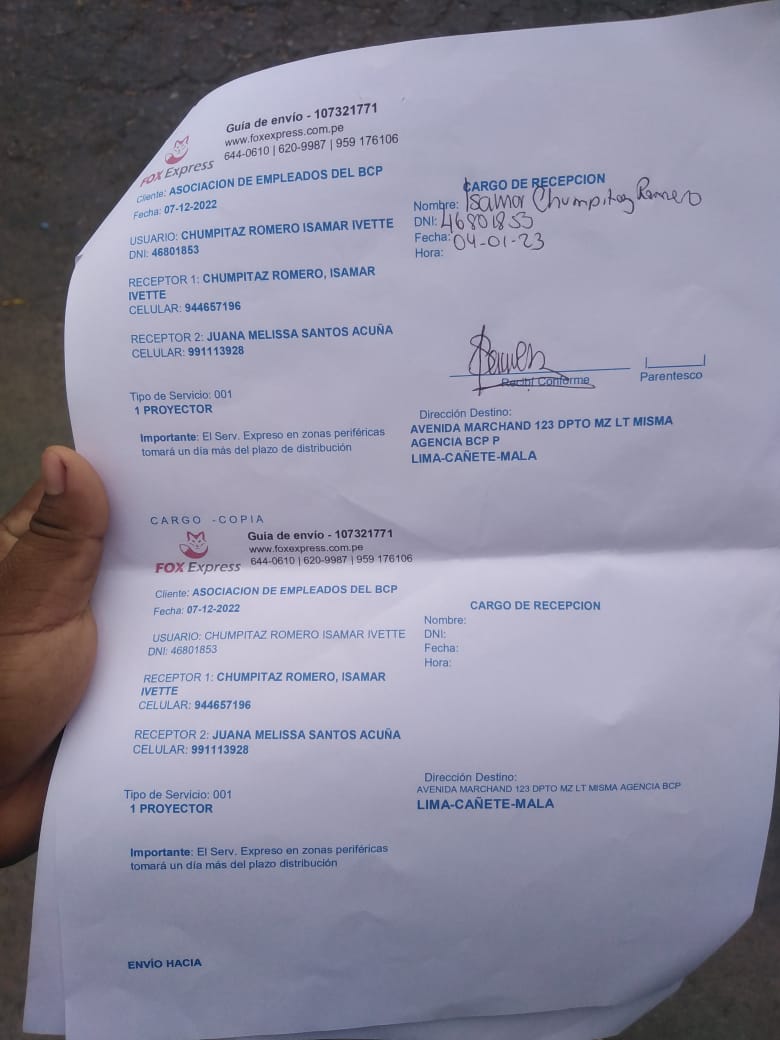 Guía de envío - 107321771
www.foxexpress.com.pe
644-0610 | 620-9987 | 959 176106
FOX Express
Cliente: ASOCIACION DE EMPLEADOS DEL BCP
Fecha: 07-12-2022
USUARIO: CHUMPITAZ ROMERO ISAMAR IVETTE
DNI: 46801853
RECEPTOR 1: CHUMPITAZ ROMERO, ISAMAR
IVETTE
CELULAR: 944657196
RECEPTOR 2: JUANA MELISSA SANTOS ACUÑA
CELULAR: 991113928
Tipo de Servicio: 001
1 PROYECTOR
Importante: El Serv. Expreso en zonas periféricas
tomará un día más del plazo de distribución
CARGO DE RECEPCION
Nombre: Isamar Chumpitaz Romero
DNI: 46801853
Fecha: 04-01-23
Hora:
Recibí Conforme
Parentesco
Dirección Destino:
AVENIDA MARCHAND 123 DPTO MZ LT MISMA
AGENCIA BCP P
LIMA-CAÑETE-MALA
CARGO -COPIA
Guia de envío - 107321771
www.foxexpress.com.pe
644-0610 | 620-9987 | 959 176106
FOX Express
Cliente: ASOCIACION DE EMPLEADOS DEL BCP
Fecha: 07-12-2022
USUARIO: CHUMPITAZ ROMERO ISAMAR IVETTE
DNI: 46801853
RECEPTOR 1: CHUMPITAZ ROMERO, ISAMAR
IVETTE
CELULAR: 944657196
RECEPTOR 2: JUANA MELISSA SANTOS ACUÑA
CELULAR: 991113928
Tipo de Servicio: 001
1 PROYECTOR
Importante: El Serv. Expreso en zonas periféricas
tomará un día más del plazo distribución
CARGO DE RECEPCION
Nombre:
DNI:
Fecha:
Hora:
Dirección Destino:
AVENIDA MARCHAND 123 DPTO MZ LT MISMA AGENCIA BCP
LIMA-CAÑETE-MALA
ENVÍO HACIA